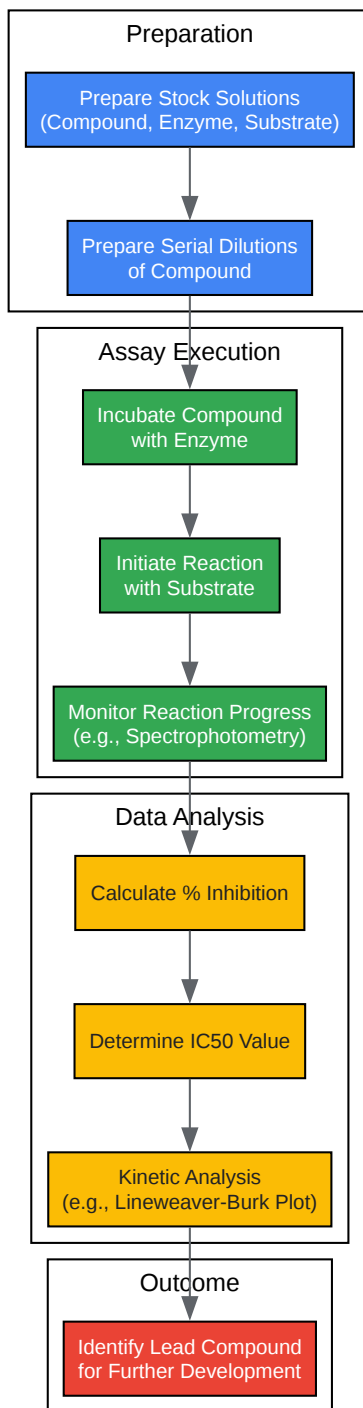 Preparation
Prepare Stock Solutions
(Compound, Enzyme, Substrate)
Prepare Serial Dilutions
of Compound
Assay Execution
Incubate Compound
with Enzyme
Initiate Reaction
with Substrate
Monitor Reaction Progress
(e.g., Spectrophotometry)
Data Analysis
Calculate % Inhibition
Determine IC50 Value
Kinetic Analysis
(e.g., Lineweaver-Burk Plot)
Outcome
Identify Lead Compound
for Further Development